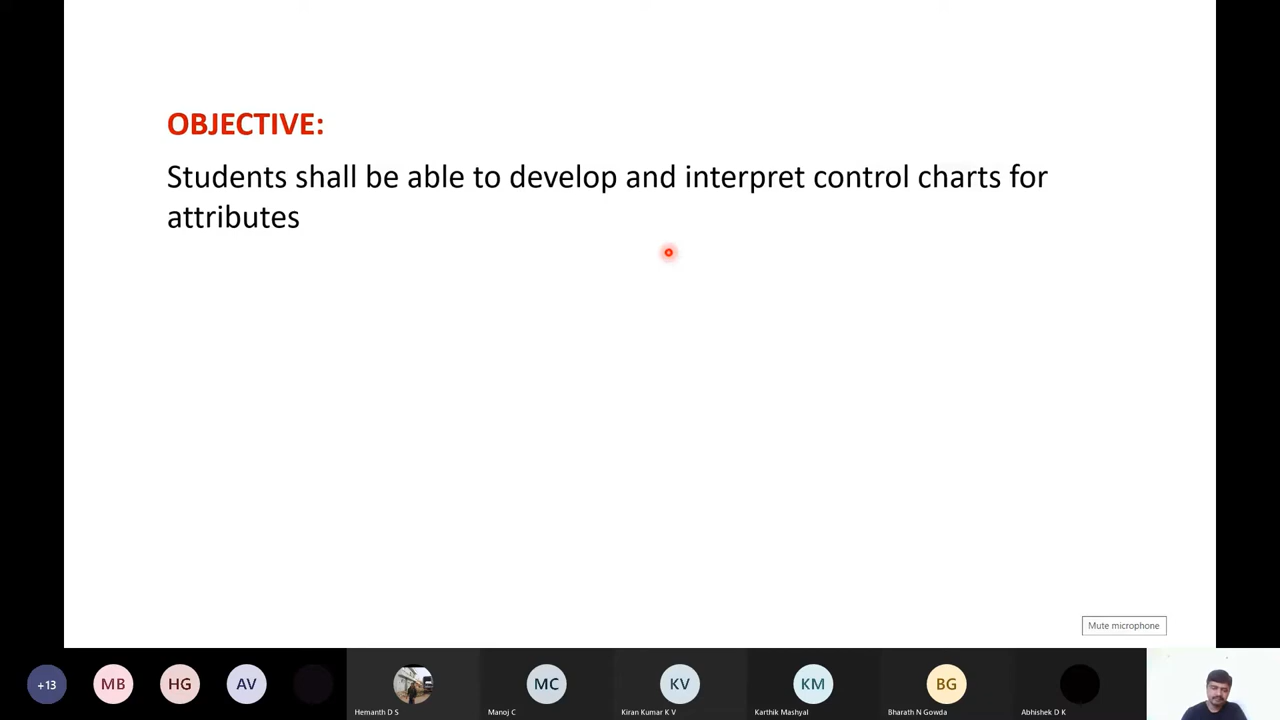 OBJECTIVE:
Students shall be able to develop and interpret control charts for
attributes
Mute microphone
+13
MB
HG
AV
MC
KV
KM
BG
Hemanth D S
Manoj C
Kiran Kumar K V
Karthik Mashyal
Bharath N Gowda
Abhishek D K